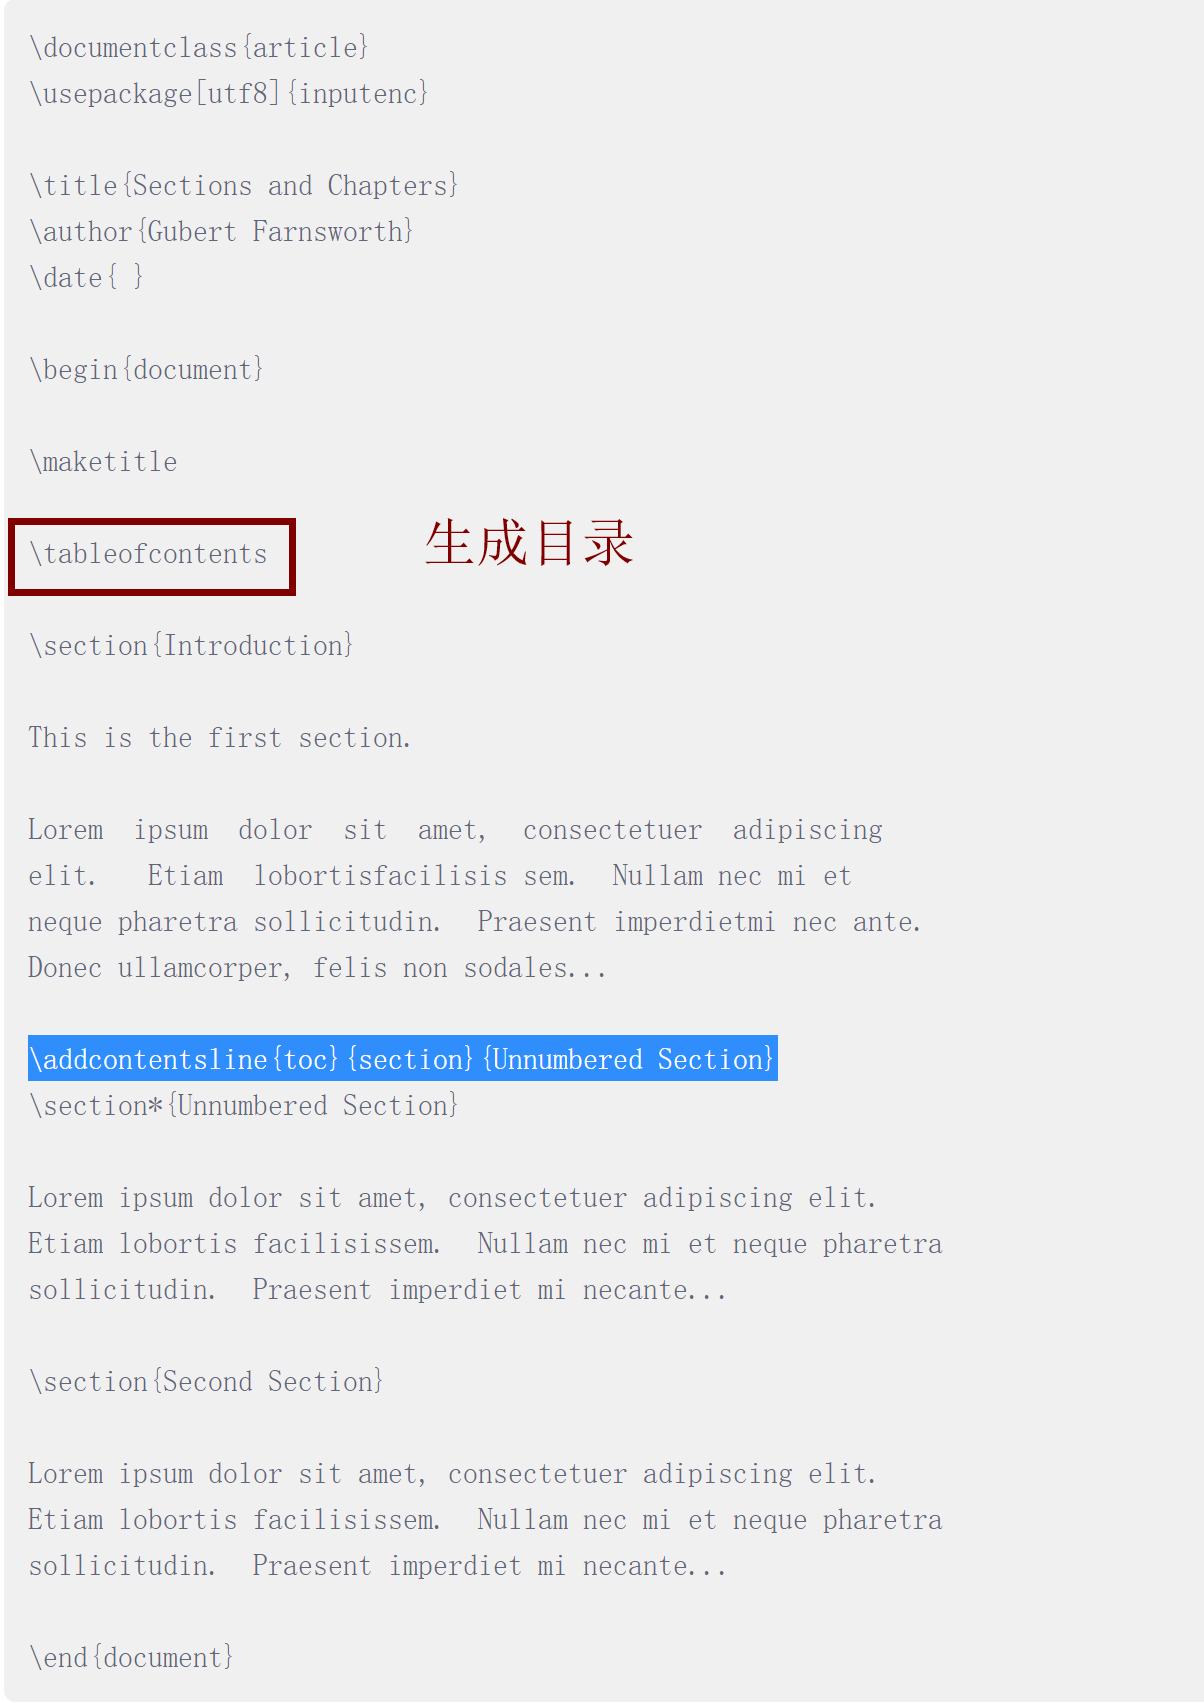 \documentclass{article}
\usepackage[utf8]{inputenc}
\title{Sections and Chapters}
\author{Gubert Farnsworth}
\date{ }
\begin{document}
\maketitle
\tableofcontents
生成目录
\section{Introduction}
This is the first section.
Lorem  ipsum  dolor  sit  amet,  consectetuer  adipiscing
elit.   Etiam  lobortisfacilisis sem.  Nullam nec mi et
neque pharetra sollicitudin.  Praesent imperdietmi nec ante.
Donec ullamcorper, felis non sodales...
\addcontentsline{toc}{section}{Unnumbered Section}
\section*{Unnumbered Section}
Lorem ipsum dolor sit amet, consectetuer adipiscing elit.
Etiam lobortis facilisissem.  Nullam nec mi et neque pharetra
sollicitudin.  Praesent imperdiet mi necante...
\section{Second Section}
Lorem ipsum dolor sit amet, consectetuer adipiscing elit.
Etiam lobortis facilisissem.  Nullam nec mi et neque pharetra
sollicitudin.  Praesent imperdiet mi necante...
\end{document}